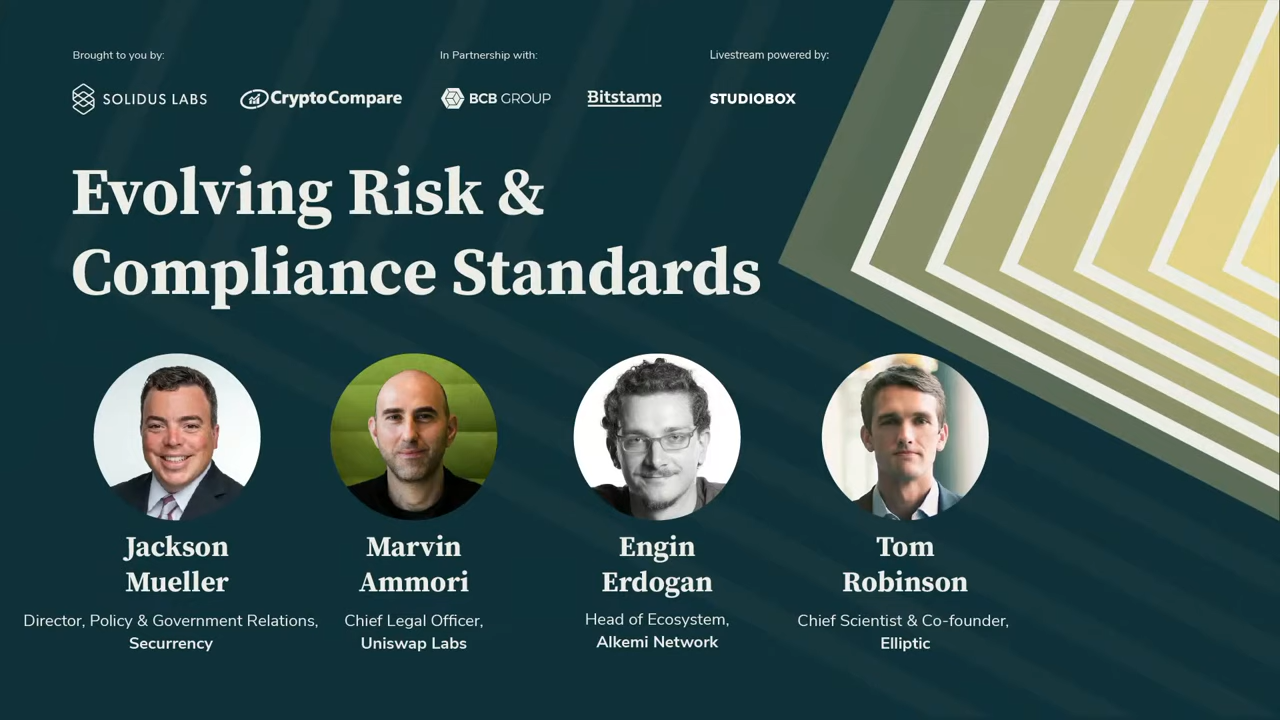 Brought to you by:
In Partnership with:
Livestream powered by:
SOLIDUS LABS
CryptoCompare
BCB GROUP
Bitstamp
STUDIOBOX
Evolving Risk &
Compliance Standards
Jackson
Mueller
Director, Policy & Government Relations,
Securrency
Marvin
Ammori
Chief Legal Officer,
Uniswap Labs
Engin
Erdogan
Head of Ecosystem,
Alkemi Network
Tom
Robinson
Chief Scientist & Co-founder,
Elliptic